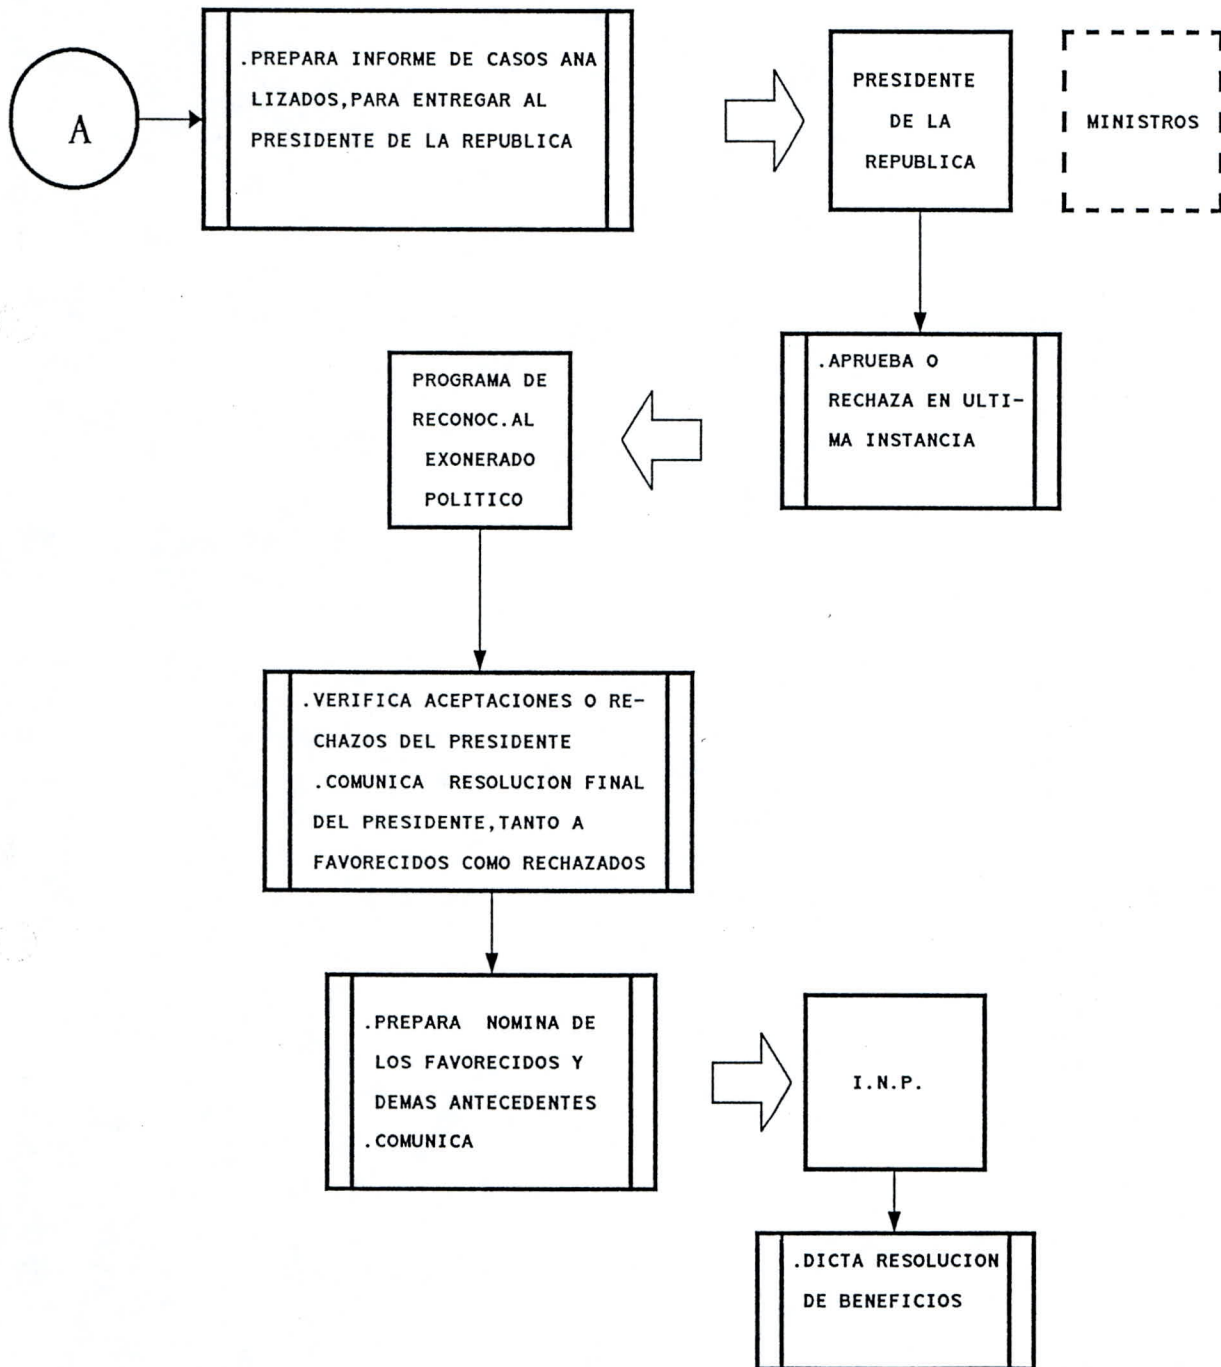 A
.PREPARA INFORME DE CASOS ANA
LIZADOS,PARA ENTREGAR AL
PRESIDENTE DE LA REPUBLICA
PRESIDENTE
DE LA
REPUBLICA
MINISTROS
.APRUEBA O
RECHAZA EN ULTI-
MA INSTANCIA
PROGRAMA DE
RECONOC.AL
EXONERADO
POLITICO
.VERIFICA ACEPTACIONES O RE-
CHAZOS DEL PRESIDENTE
.COMUNICA RESOLUCION FINAL
DEL PRESIDENTE,TANTO A
FAVORECIDOS COMO RECHAZADOS
.PREPARA NOMINA DE
LOS FAVORECIDOS Y
DEMAS ANTECEDENTES
.COMUNICA
I.N.P.
.DICTA RESOLUCION
DE BENEFICIOS